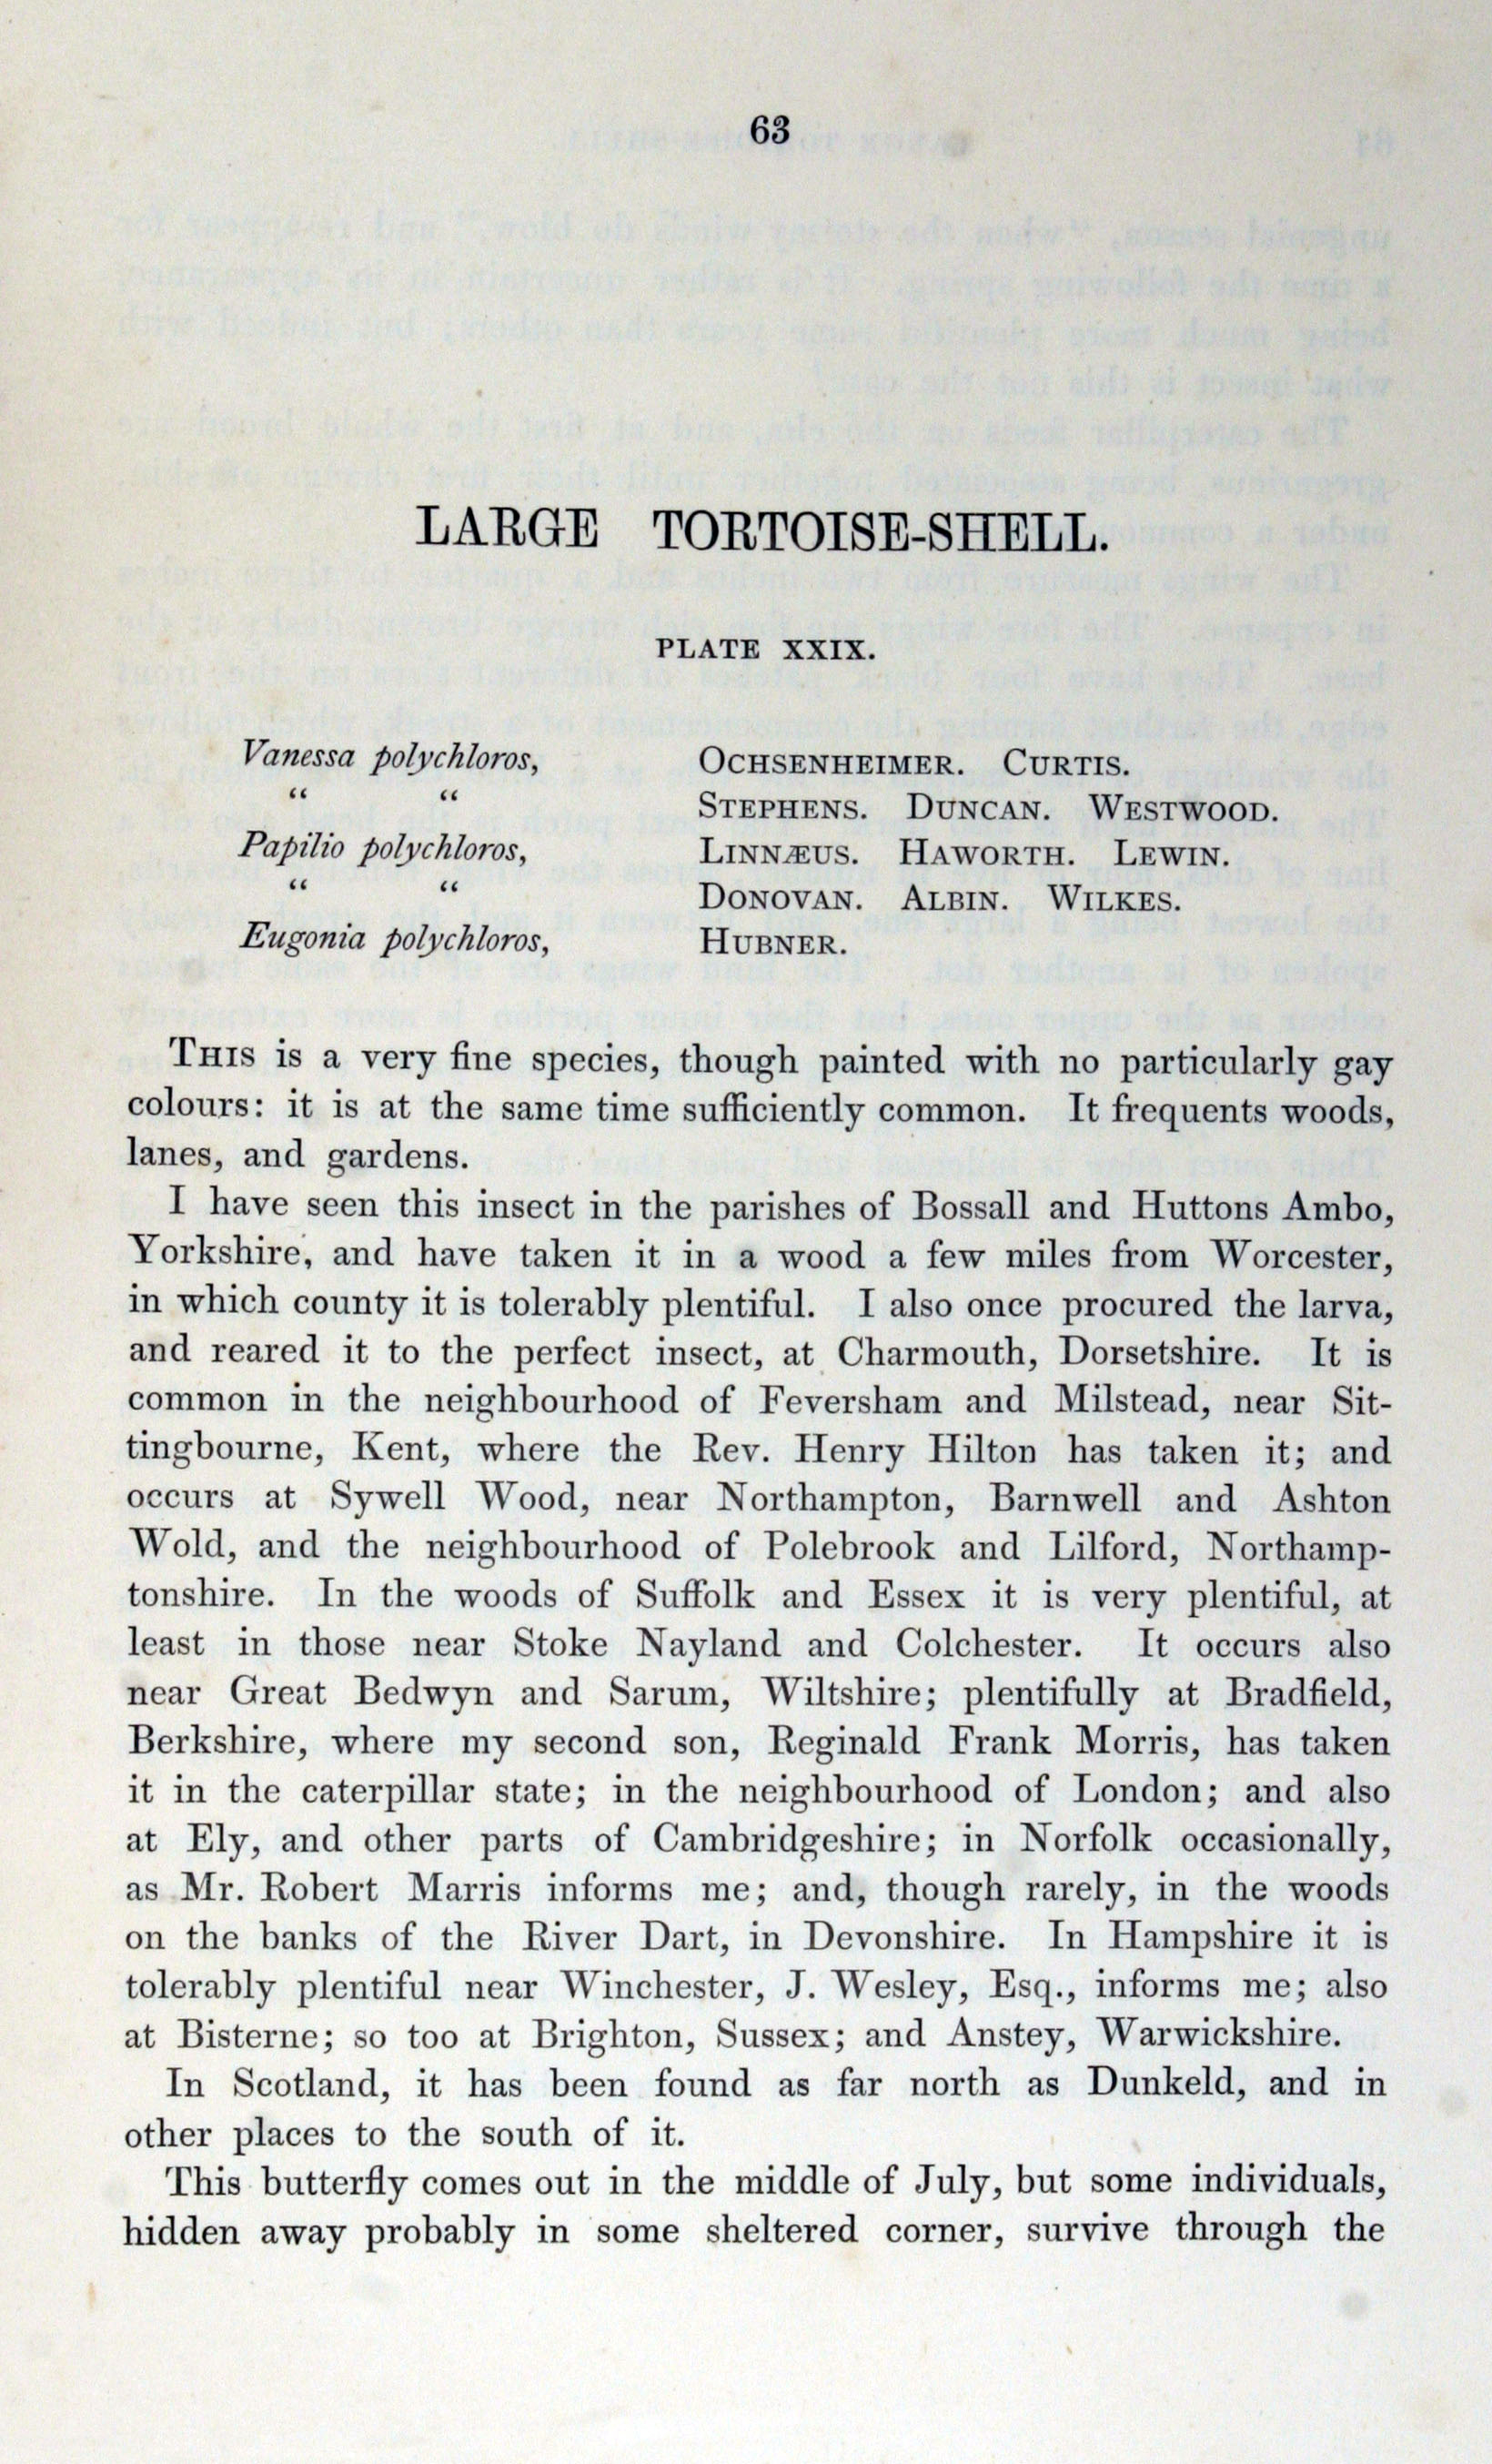 63
LARGE TORTOISE-SHELL.
PLATE XXIX.
Vanessa polychloros, OCHSENHEIMER. CURTIS.
“ “ STEPHENS. DUNCAN. WESTWOOD.
Papilio polychloros, LINNÆUS. HAWORTH. LEWIN.
“ “ DONOVAN. ALBIN. WILKES.
Eugonia polychloros, HUBNER.
THIS is a very fine species, though painted with no particularly gay
colours: it is at the same time sufficiently common. It frequents woods,
lanes, and gardens.
I have seen this insect in the parishes of Bossall and Huttons Ambo,
Yorkshire, and have taken it in a wood a few miles from Worcester,
in which county it is tolerably plentiful. I also once procured the larva,
and reared it to the perfect insect, at Charmouth, Dorsetshire. It is
common in the neighbourhood of Feversham and Milstead, near Sit-
tingbourne, Kent, where the Rev. Henry Hilton has taken it; and
occurs at Sywell Wood, near Northampton, Barnwell and Ashton
Wold, and the neighbourhood of Polebrook and Lilford, Northamp-
tonshire. In the woods of Suffolk and Essex it is very plentiful, at
least in those near Stoke Nayland and Colchester. It occurs also
near Great Bedwyn and Sarum, Wiltshire; plentifully at Bradfield,
Berkshire, where my second son, Reginald Frank Morris, has taken
it in the caterpillar state; in the neighbourhood of London; and also
at Ely, and other parts of Cambridgeshire; in Norfolk occasionally,
as Mr. Robert Marris informs me; and, though rarely, in the woods
on the banks of the River Dart, in Devonshire. In Hampshire it is
tolerably plentiful near Winchester, J. Wesley, Esq., informs me; also
at Bisterne; so too at Brighton, Sussex; and Anstey, Warwickshire.
In Scotland, it has been found as far north as Dunkeld, and in
other places to the south of it.
This butterfly comes out in the middle of July, but some individuals,
hidden away probably in some sheltered corner, survive through the